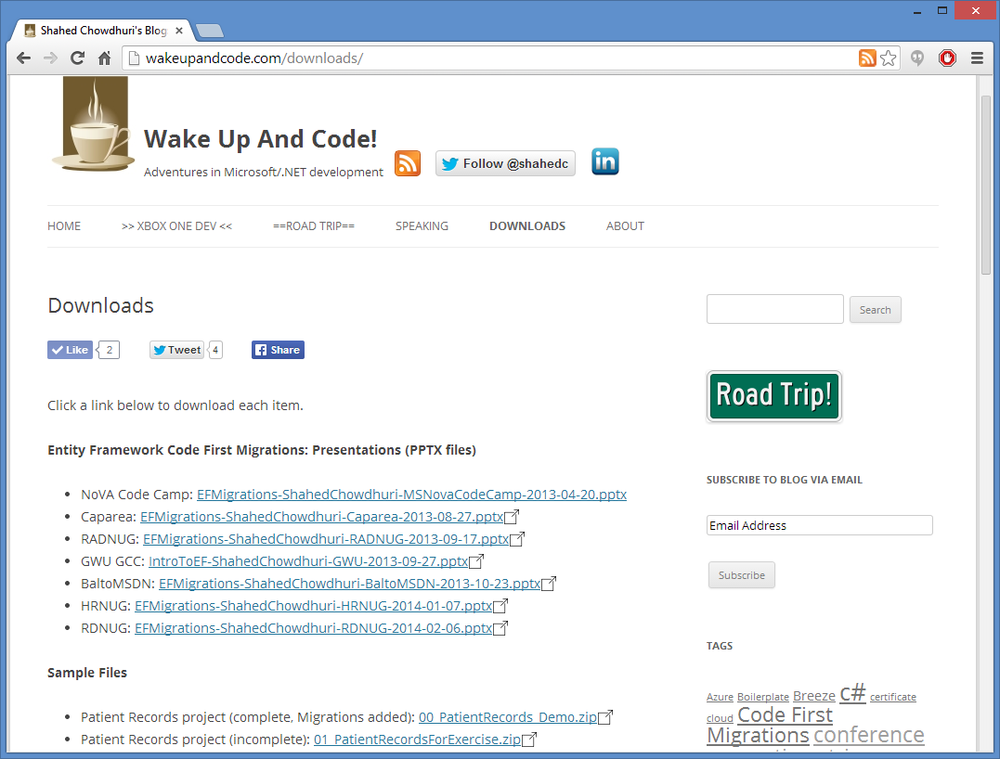 Shahed Chowdhuri's Blog
wakeupandcode.com/downloads/
Wake Up And Code!
Adventures in Microsoft/.NET development
Follow @shahedc
in
HOME >> XBOX ONE DEV << ==ROAD TRIP== SPEAKING DOWNLOADS ABOUT
Downloads
Search
Like 2 Tweet 4 Share
Road Trip!
Click a link below to download each item.
Entity Framework Code First Migrations: Presentations (PPTX files)
SUBSCRIBE TO BLOG VIA EMAIL
NoVA Code Camp: EFMigrations-ShahedChowdhuri-MSNovaCodeCamp-2013-04-20.pptx
Caparea: EFMigrations-ShahedChowdhuri-Caparea-2013-08-27.pptx
RADNUG: EFMigrations-ShahedChowdhuri-RADNUG-2013-09-17.pptx
GWU GCC: IntroToEF-ShahedChowdhuri-GWU-2013-09-27.pptx
BaltoMSDN: EFMigrations-ShahedChowdhuri-BaltoMSDN-2013-10-23.pptx
HRNUG: EFMigrations-ShahedChowdhuri-HRNUG-2014-01-07.pptx
RDNUG: EFMigrations-ShahedChowdhuri-RDNUG-2014-02-06.pptx
Email Address
Subscribe
Sample Files
Patient Records project (complete, Migrations added): 00_PatientRecords_Demo.zip
Patient Records project (incomplete): 01_PatientRecordsForExercise.zip
TAGS
Azure Boilerplate Breeze c# certificate
cloud Code First
Migrations conference